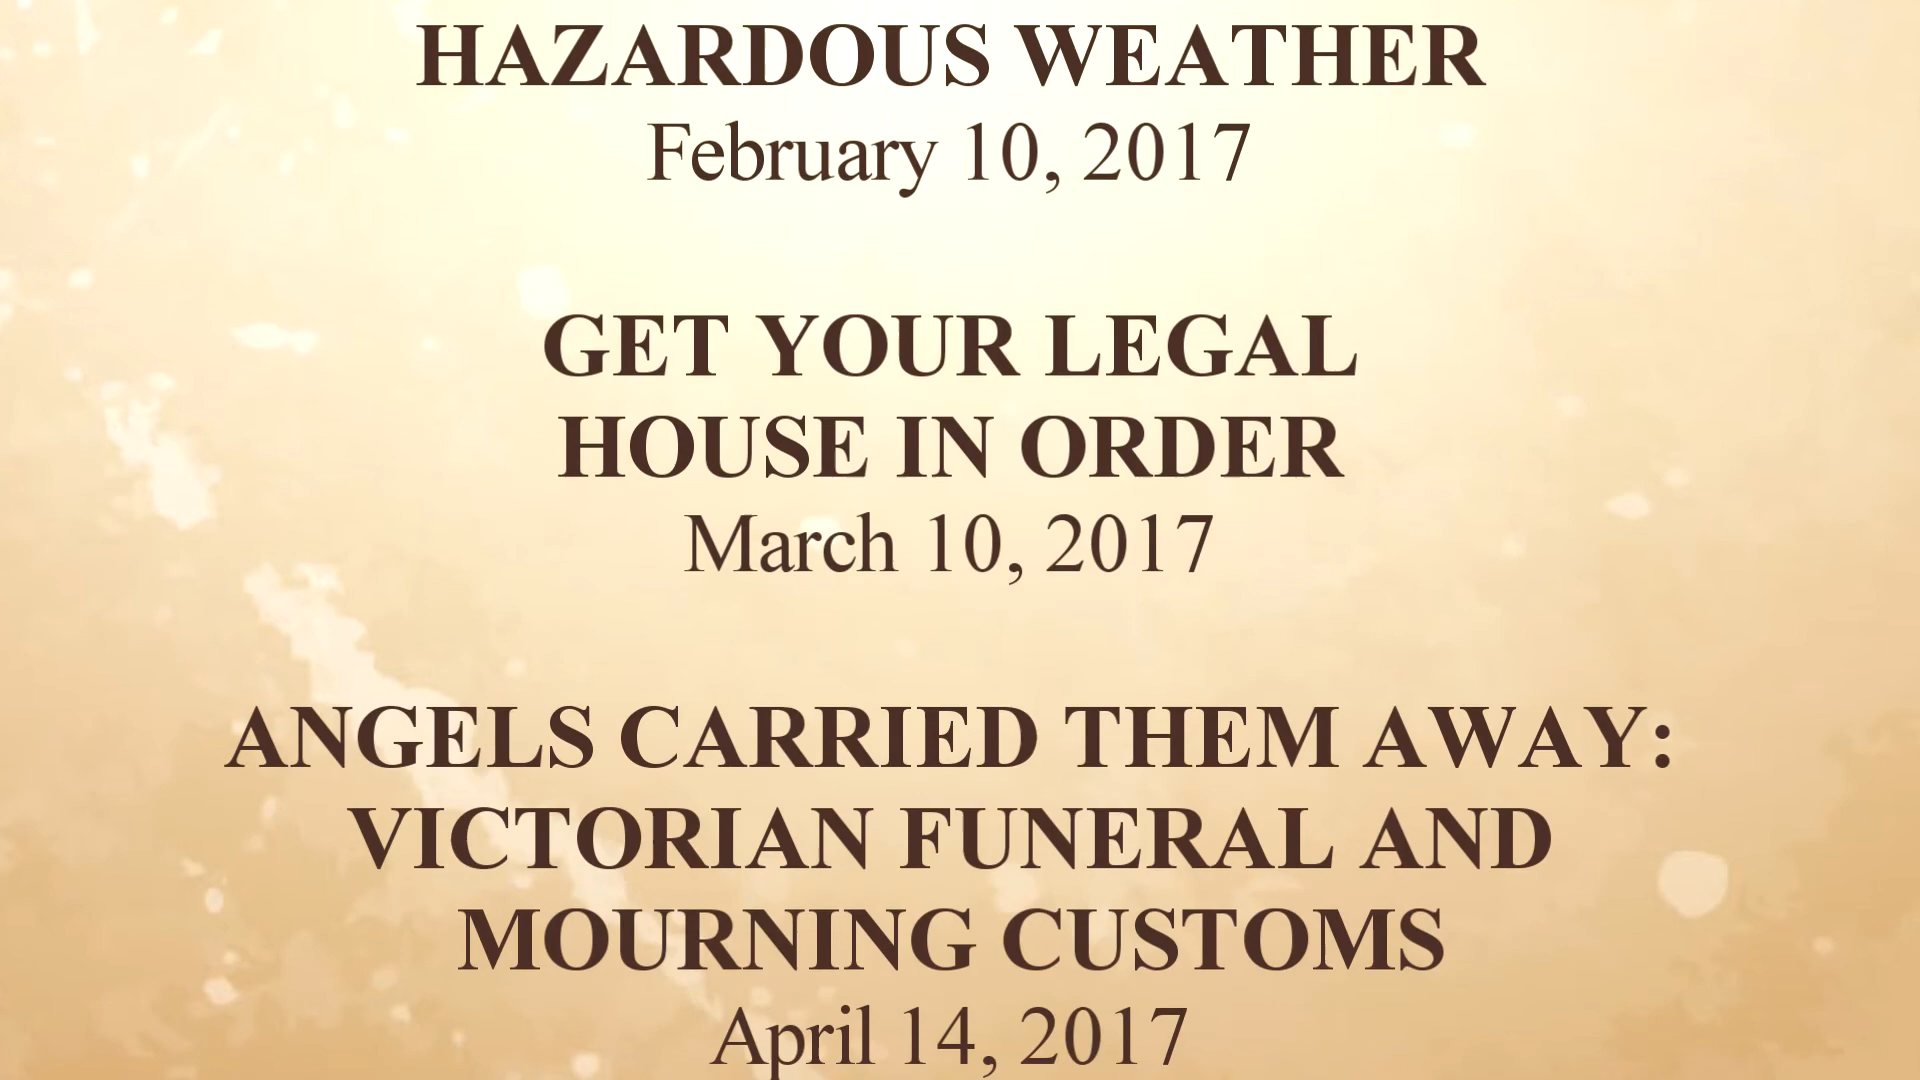 HAZARDOUS WEATHER
February 10, 2017
GET YOUR LEGAL
HOUSE IN ORDER
March 10, 2017
ANGELS CARRIED THEM AWAY:
VICTORIAN FUNERAL AND
MOURNING CUSTOMS
April 14, 2017